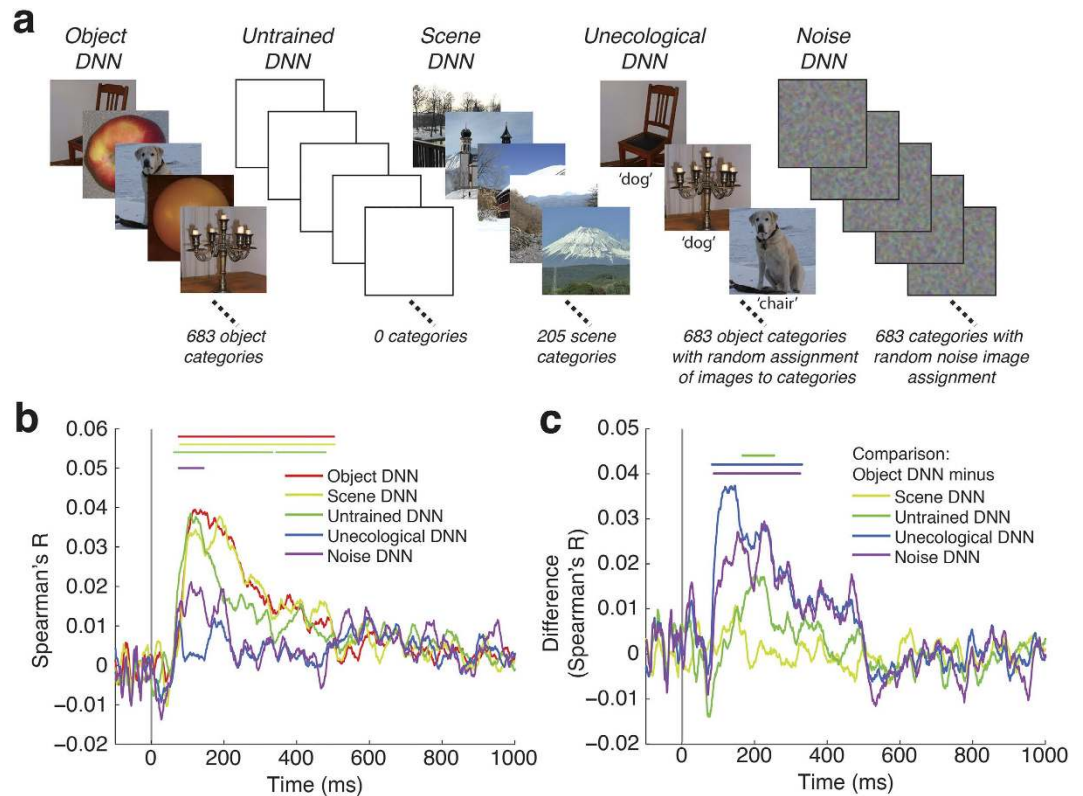 a
Object
DNN
Untrained
DNN
Scene
DNN
Unecological
DNN
Noise
DNN
'dog'
'dog'
'chair'
683 object
categories
0 categories
205 scene
categories
683 object categories
with random assignment
of images to categories
683 categories with
random noise image
assignment
b
0.06
0.05
0.04
0.03
0.02
0.01
0
−0.01
−0.02
Spearman's R
Object DNN
Scene DNN
Untrained DNN
Unecological DNN
Noise DNN
0 200 400 600 800 1000
Time (ms)
c
0.05
0.04
0.03
0.02
0.01
0
−0.01
−0.02
Difference
(Spearman's R)
Comparison:
Object DNN minus
Scene DNN
Untrained DNN
Unecological DNN
Noise DNN
0 200 400 600 800 1000
Time (ms)